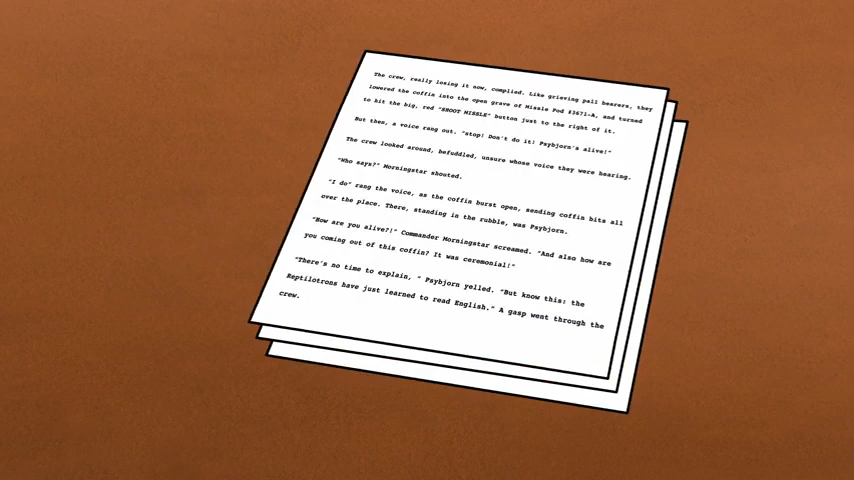 The crew, really losing it now, complied. Like grieving pall bearers, they
lowered the coffin into the open grave of Missle Pod #3671-A, and turned
to hit the big, red "SHOOT MISSLE" button just to the right of it.
But then, a voice rang out. "stop! Don't do it! Psybjorn's alive!"
The crew looked around, befuddled, unsure whose voice they were hearing.
"Who says?" Morningstar shouted.
"I do" rang the voice, as the coffin burst open, sending coffin bits all
over the place. There, standing in the rubble, was Psybjorn.
"How are you alive?!" Commander Morningstar screamed. "And also how are
you coming out of this coffin? It was ceremonial!"
"There's no time to explain, " Psybjorn yelled. "But know this: the
Reptilotrons have just learned to read English." A gasp went through the
crew.